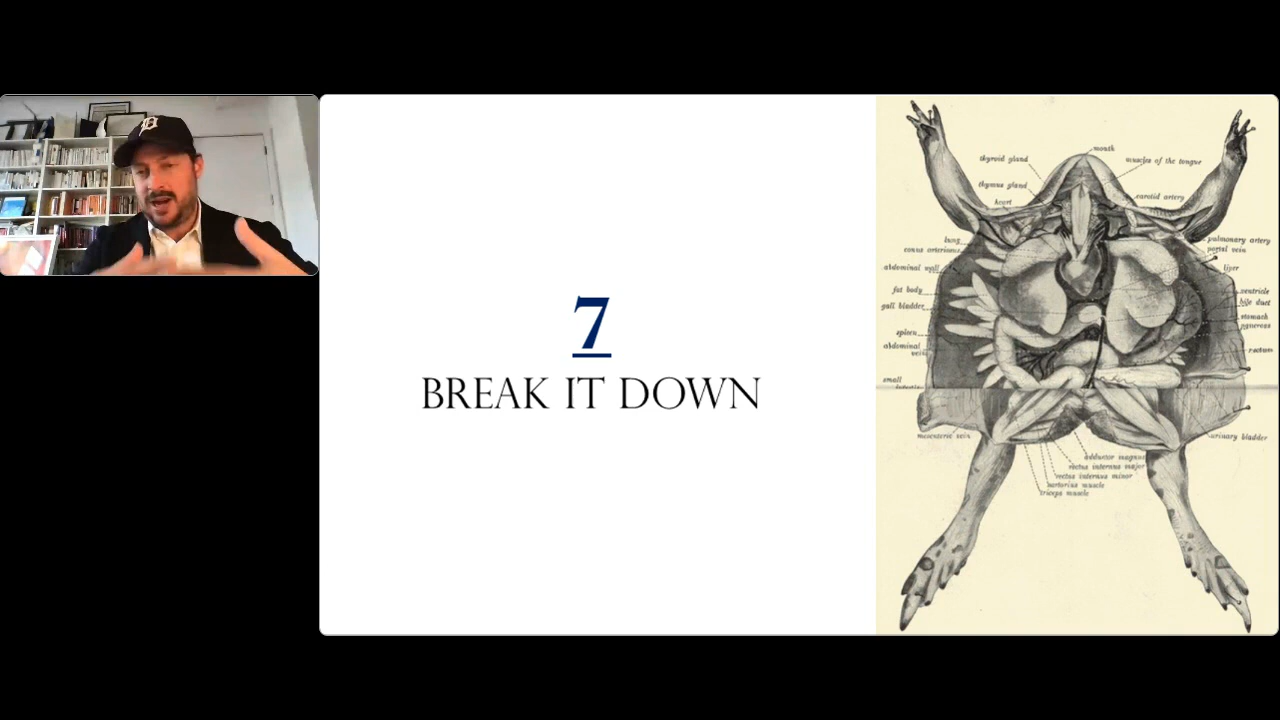 D
7
BREAK IT DOWN
mouth
thyroid gland
muscles of the tongue
thymus gland
carotid artery
heart
lung
pulmonary artery
conus arteriosus
portal vein
abdominal wall
liver
fat body
ventricle
gall bladder
bile duct
stomach
pancreas
spleen
abdominal vein
rectum
small
mesenteric vein
urinary bladder
adductor magnus
rectus internus major
rectus internus minor
sartorius muscle
triceps muscle